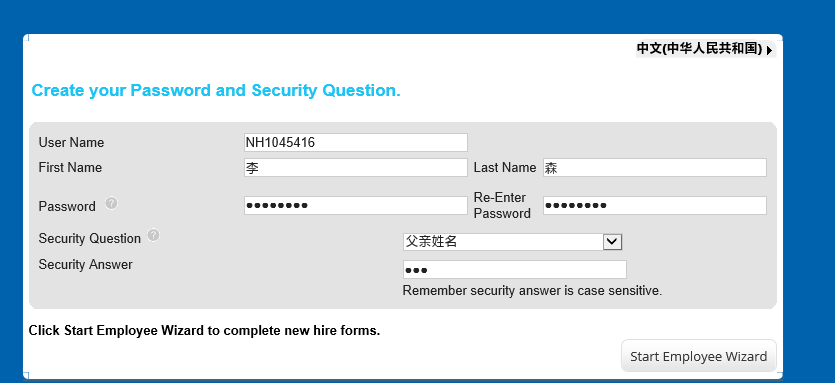 中文(中华人民共和国)
Create your Password and Security Question.
User Name NH1045416
First Name 李 Last Name 森
Password ? ●●●●●●●● Re-Enter Password ●●●●●●●●
Security Question ? 父亲姓名
Security Answer ●●●
Remember security answer is case sensitive.
Click Start Employee Wizard to complete new hire forms.
Start Employee Wizard